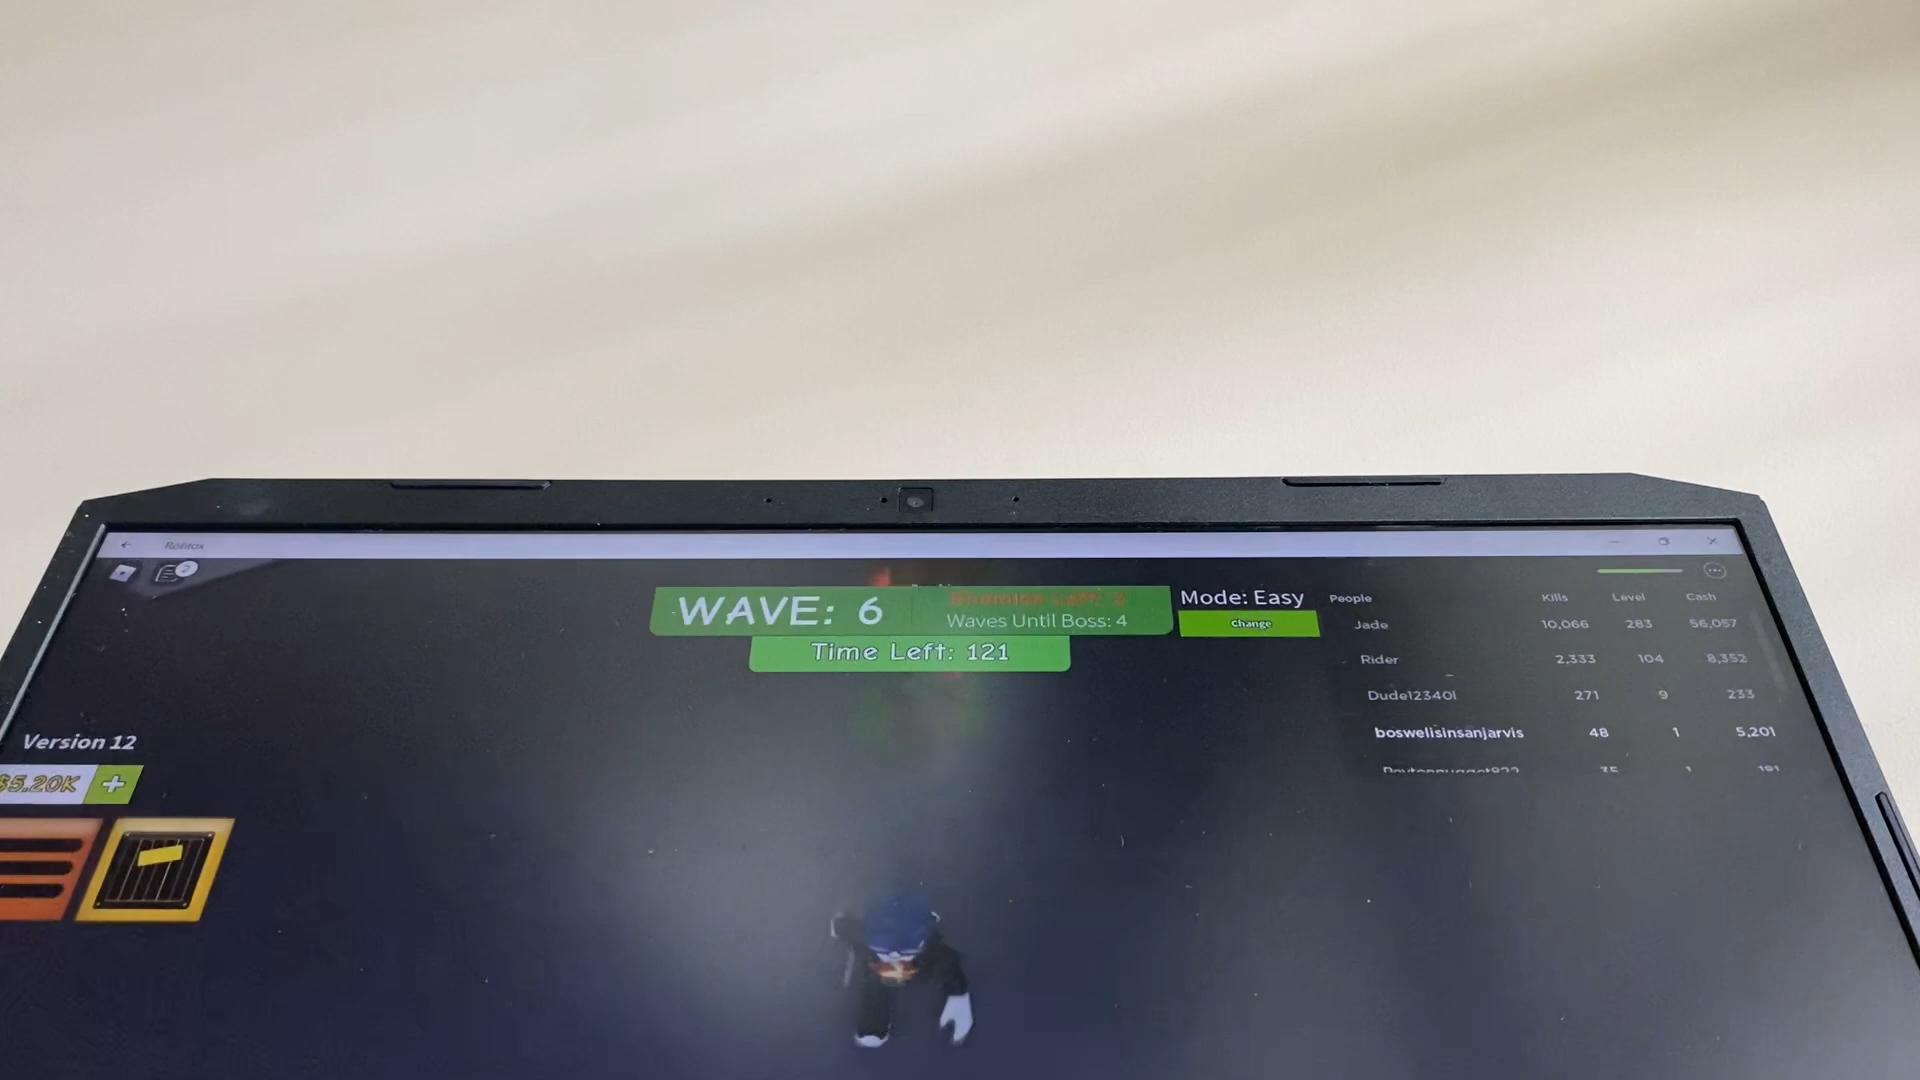 Roblox
2
WAVE: 6
Waves Until Boss: 4
Time Left: 121
Mode: Easy
Change
People Kills Level Cash
Jade 10,066 283 56,057
Rider 2,333 104 8,352
Dude12340l 271 9 233
boswelisinsanjarvis 48 1 5,201
Version 12
$5.20K +